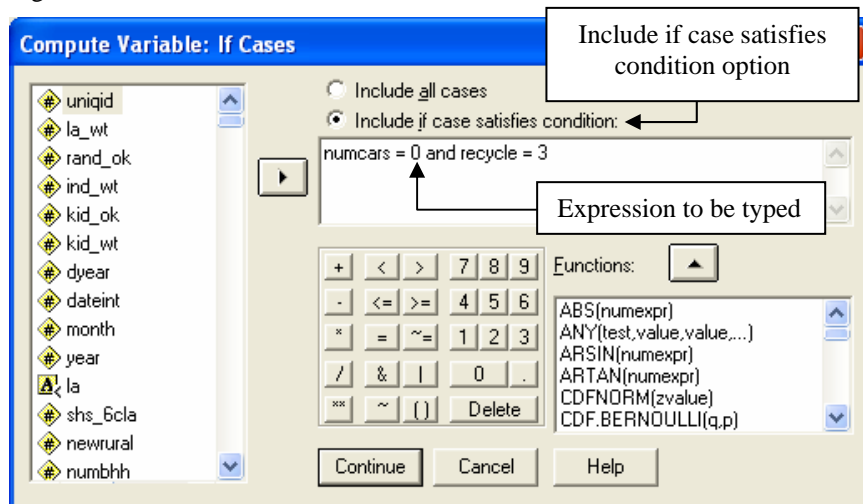 Compute Variable: If Cases
Include if case satisfies
condition option
uniqid
la_wt
rand_ok
ind_wt
kid_ok
kid_wt
dyear
dateint
month
year
la
shs_6cla
newrural
numbhh
Include all cases
Include if case satisfies condition:
numcars = 0 and recycle = 3
Expression to be typed
+ < > 7 8 9
- <= >= 4 5 6
* = ~= 1 2 3
/ & | 0 .
** ~ () Delete
Functions:
ABS(numexpr)
ANY(test,value,value,...)
ARSIN(numexpr)
ARTAN(numexpr)
CDFNORM(zvalue)
CDF.BERNOULLI(q,p)
Continue Cancel Help